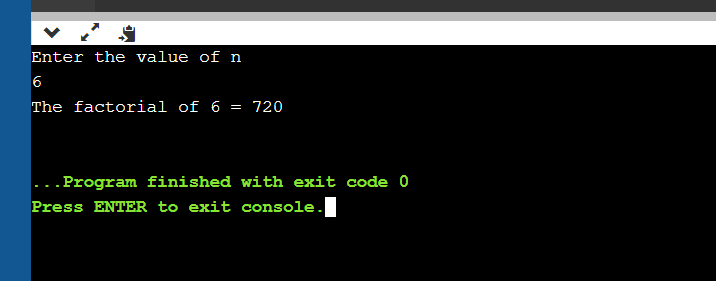 Enter the value of n
6
The factorial of 6 = 720
...Program finished with exit code 0
Press ENTER to exit console.